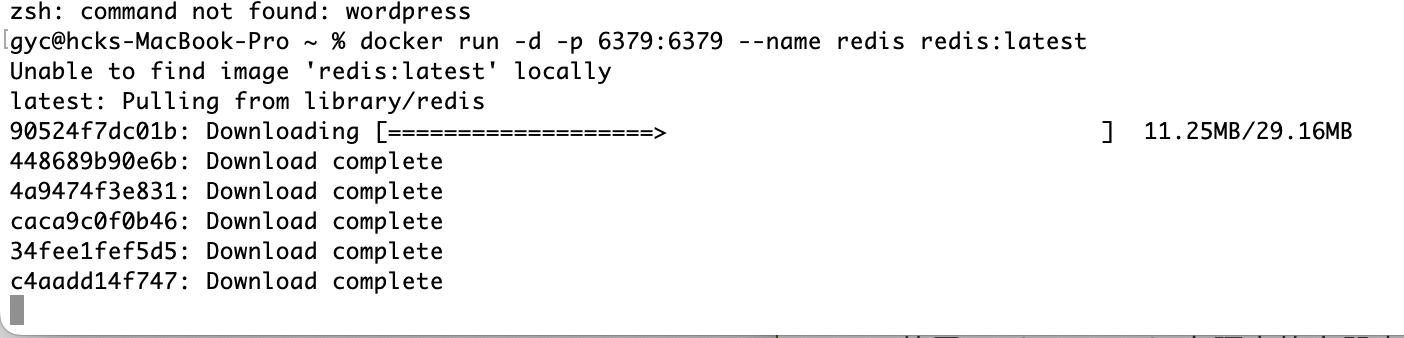 zsh: command not found: wordpress
[gyc@hcks-MacBook-Pro ~ % docker run -d -p 6379:6379 --name redis redis:latest
Unable to find image 'redis:latest' locally
latest: Pulling from library/redis
90524f7dc01b: Downloading [===================>                               ]  11.25MB/29.16MB
448689b90e6b: Download complete
4a9474f3e831: Download complete
caca9c0f0b46: Download complete
34fee1fef5d5: Download complete
c4aadd14f747: Download complete